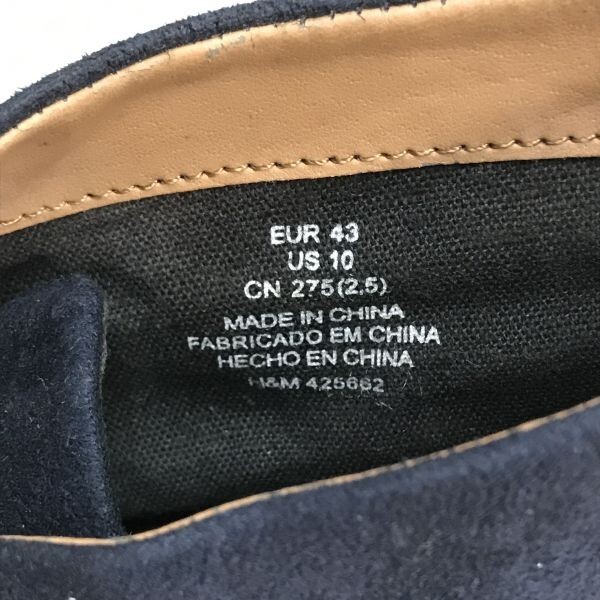 EUR 43
US 10
CN 275(2,5)
MADE IN CHINA
FABRICADO EM CHINA
HECHO EN CHINA
H&M 425662